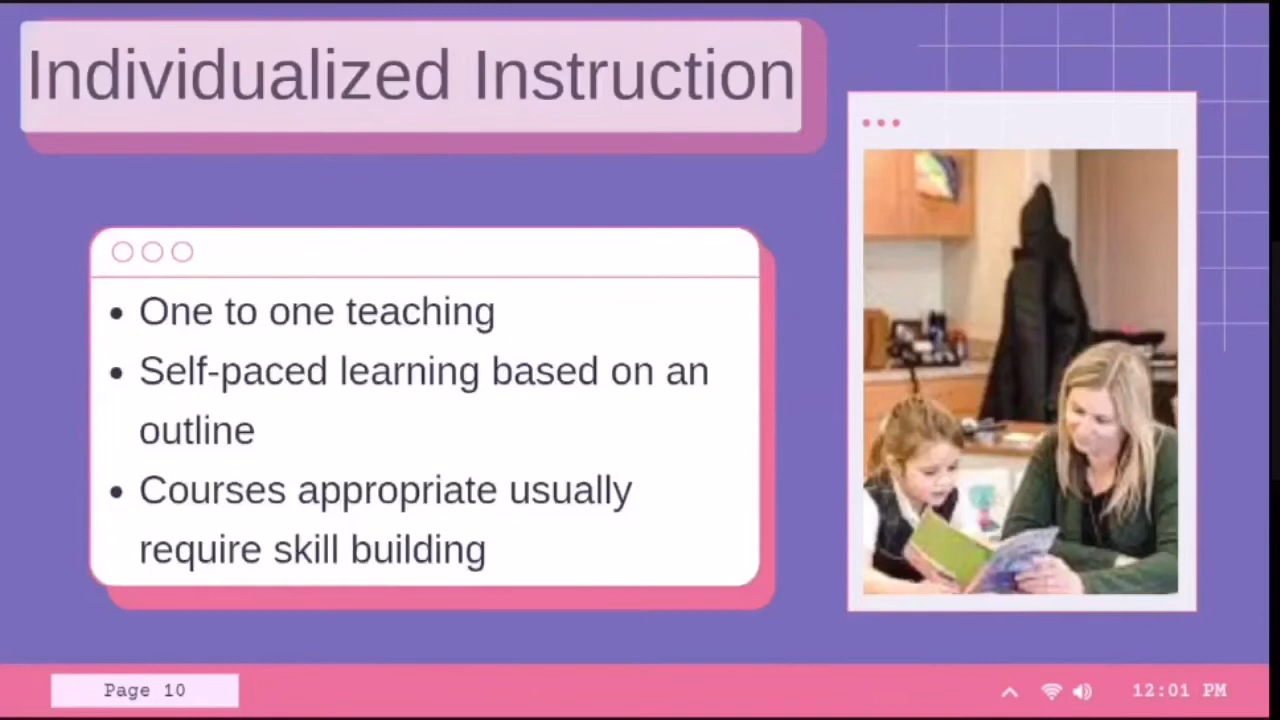 Individualized Instruction
• One to one teaching
• Self-paced learning based on an
outline
• Courses appropriate usually
require skill building
Page 10
12:01 PM